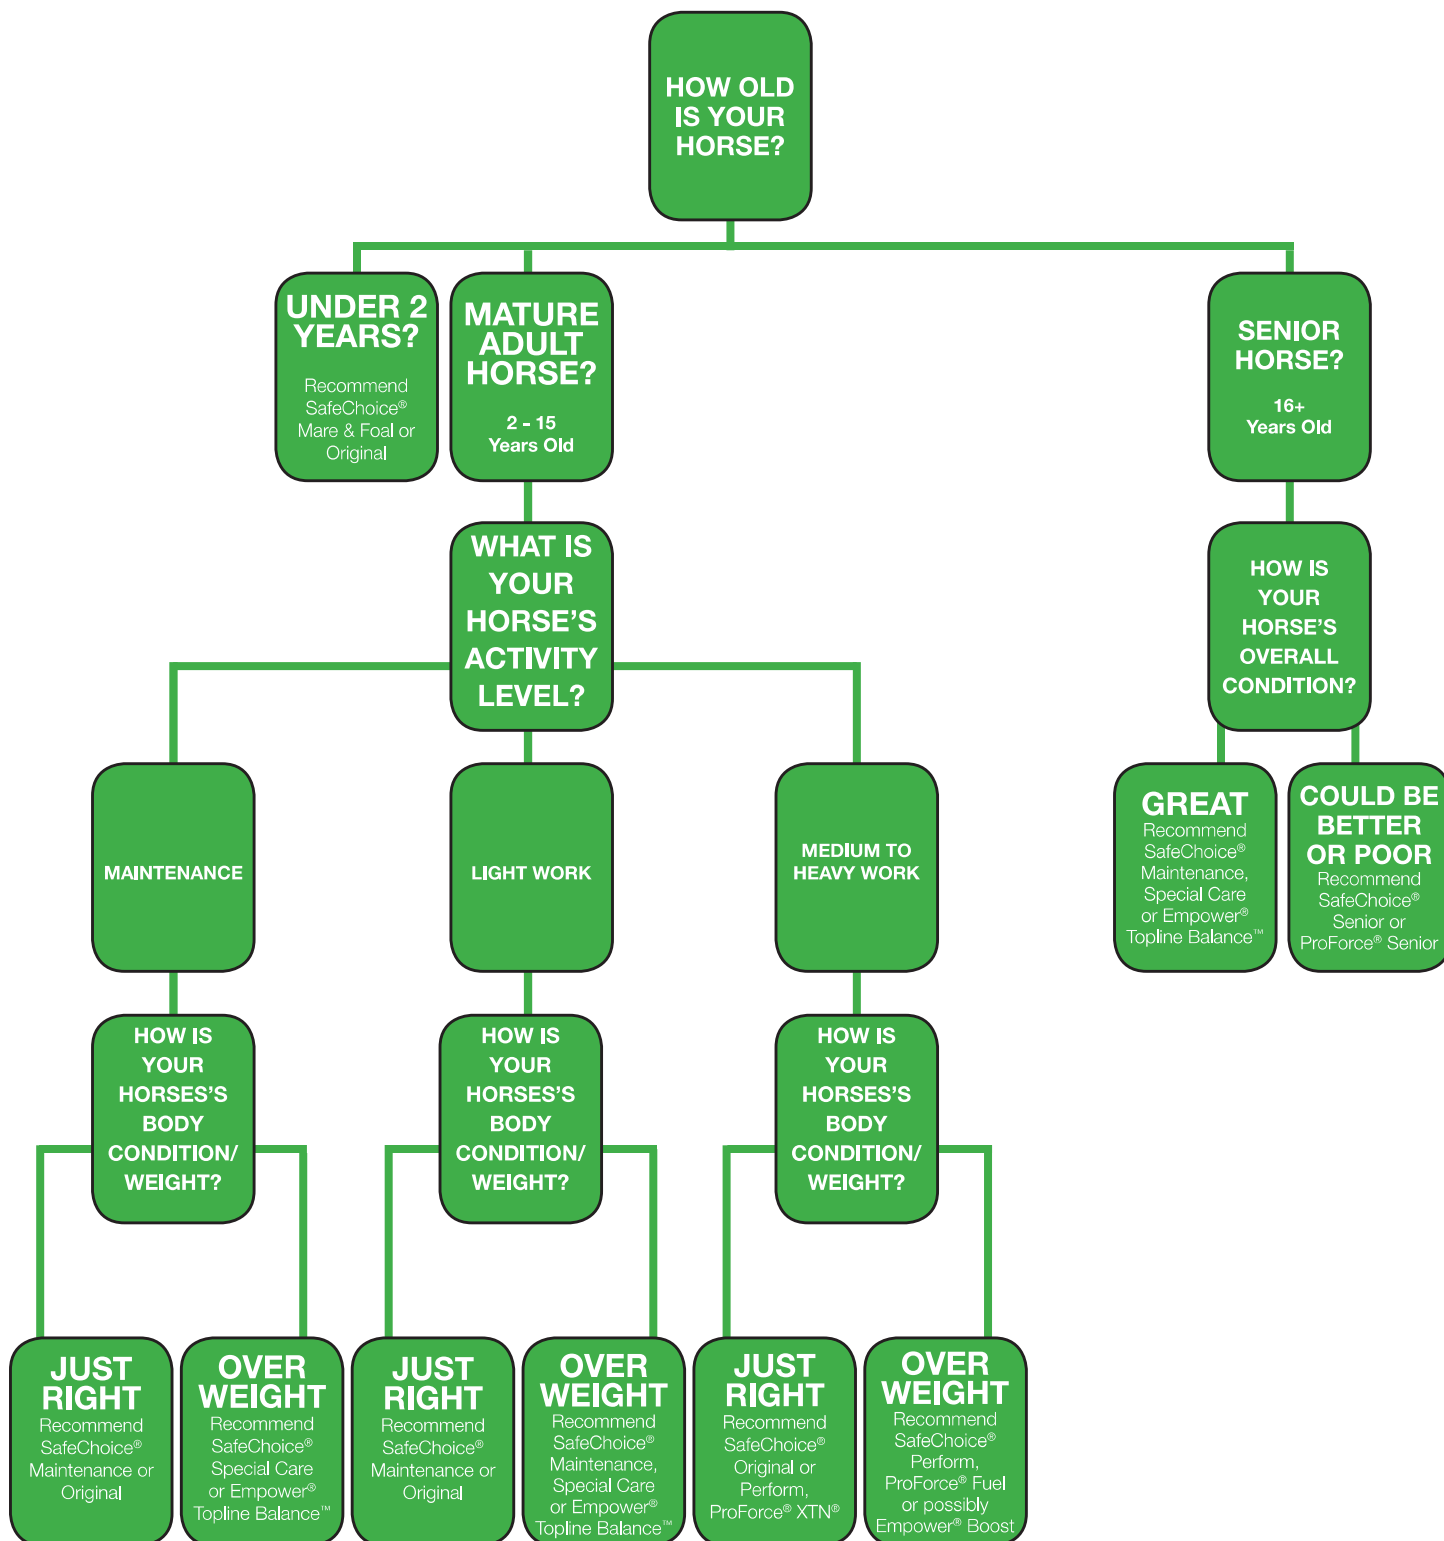 HOW OLD
IS YOUR
HORSE?
UNDER 2
YEARS?
Recommend
SafeChoice®
Mare & Foal or
Original
MATURE
ADULT
HORSE?
2 - 15
Years Old
SENIOR
HORSE?
16+
Years Old
WHAT IS
YOUR
HORSE’S
ACTIVITY
LEVEL?
HOW IS
YOUR
HORSE’S
OVERALL
CONDITION?
MAINTENANCE
LIGHT WORK
MEDIUM TO
HEAVY WORK
GREAT
Recommend
SafeChoice®
Maintenance,
Special Care
or Empower®
Topline Balance™
COULD BE
BETTER
OR POOR
Recommend
SafeChoice®
Senior or
ProForce® Senior
HOW IS
YOUR
HORSES’S
BODY
CONDITION/
WEIGHT?
HOW IS
YOUR
HORSES’S
BODY
CONDITION/
WEIGHT?
HOW IS
YOUR
HORSES’S
BODY
CONDITION/
WEIGHT?
JUST
RIGHT
Recommend
SafeChoice®
Maintenance or
Original
OVER
WEIGHT
Recommend
SafeChoice®
Special Care
or Empower®
Topline Balance™
JUST
RIGHT
Recommend
SafeChoice®
Maintenance or
Original
OVER
WEIGHT
Recommend
SafeChoice®
Maintenance,
Special Care
or Empower®
Topline Balance™
JUST
RIGHT
Recommend
SafeChoice®
Original or
Perform,
ProForce® XTN®
OVER
WEIGHT
Recommend
SafeChoice®
Perform,
ProForce® Fuel
or possibly
Empower® Boost